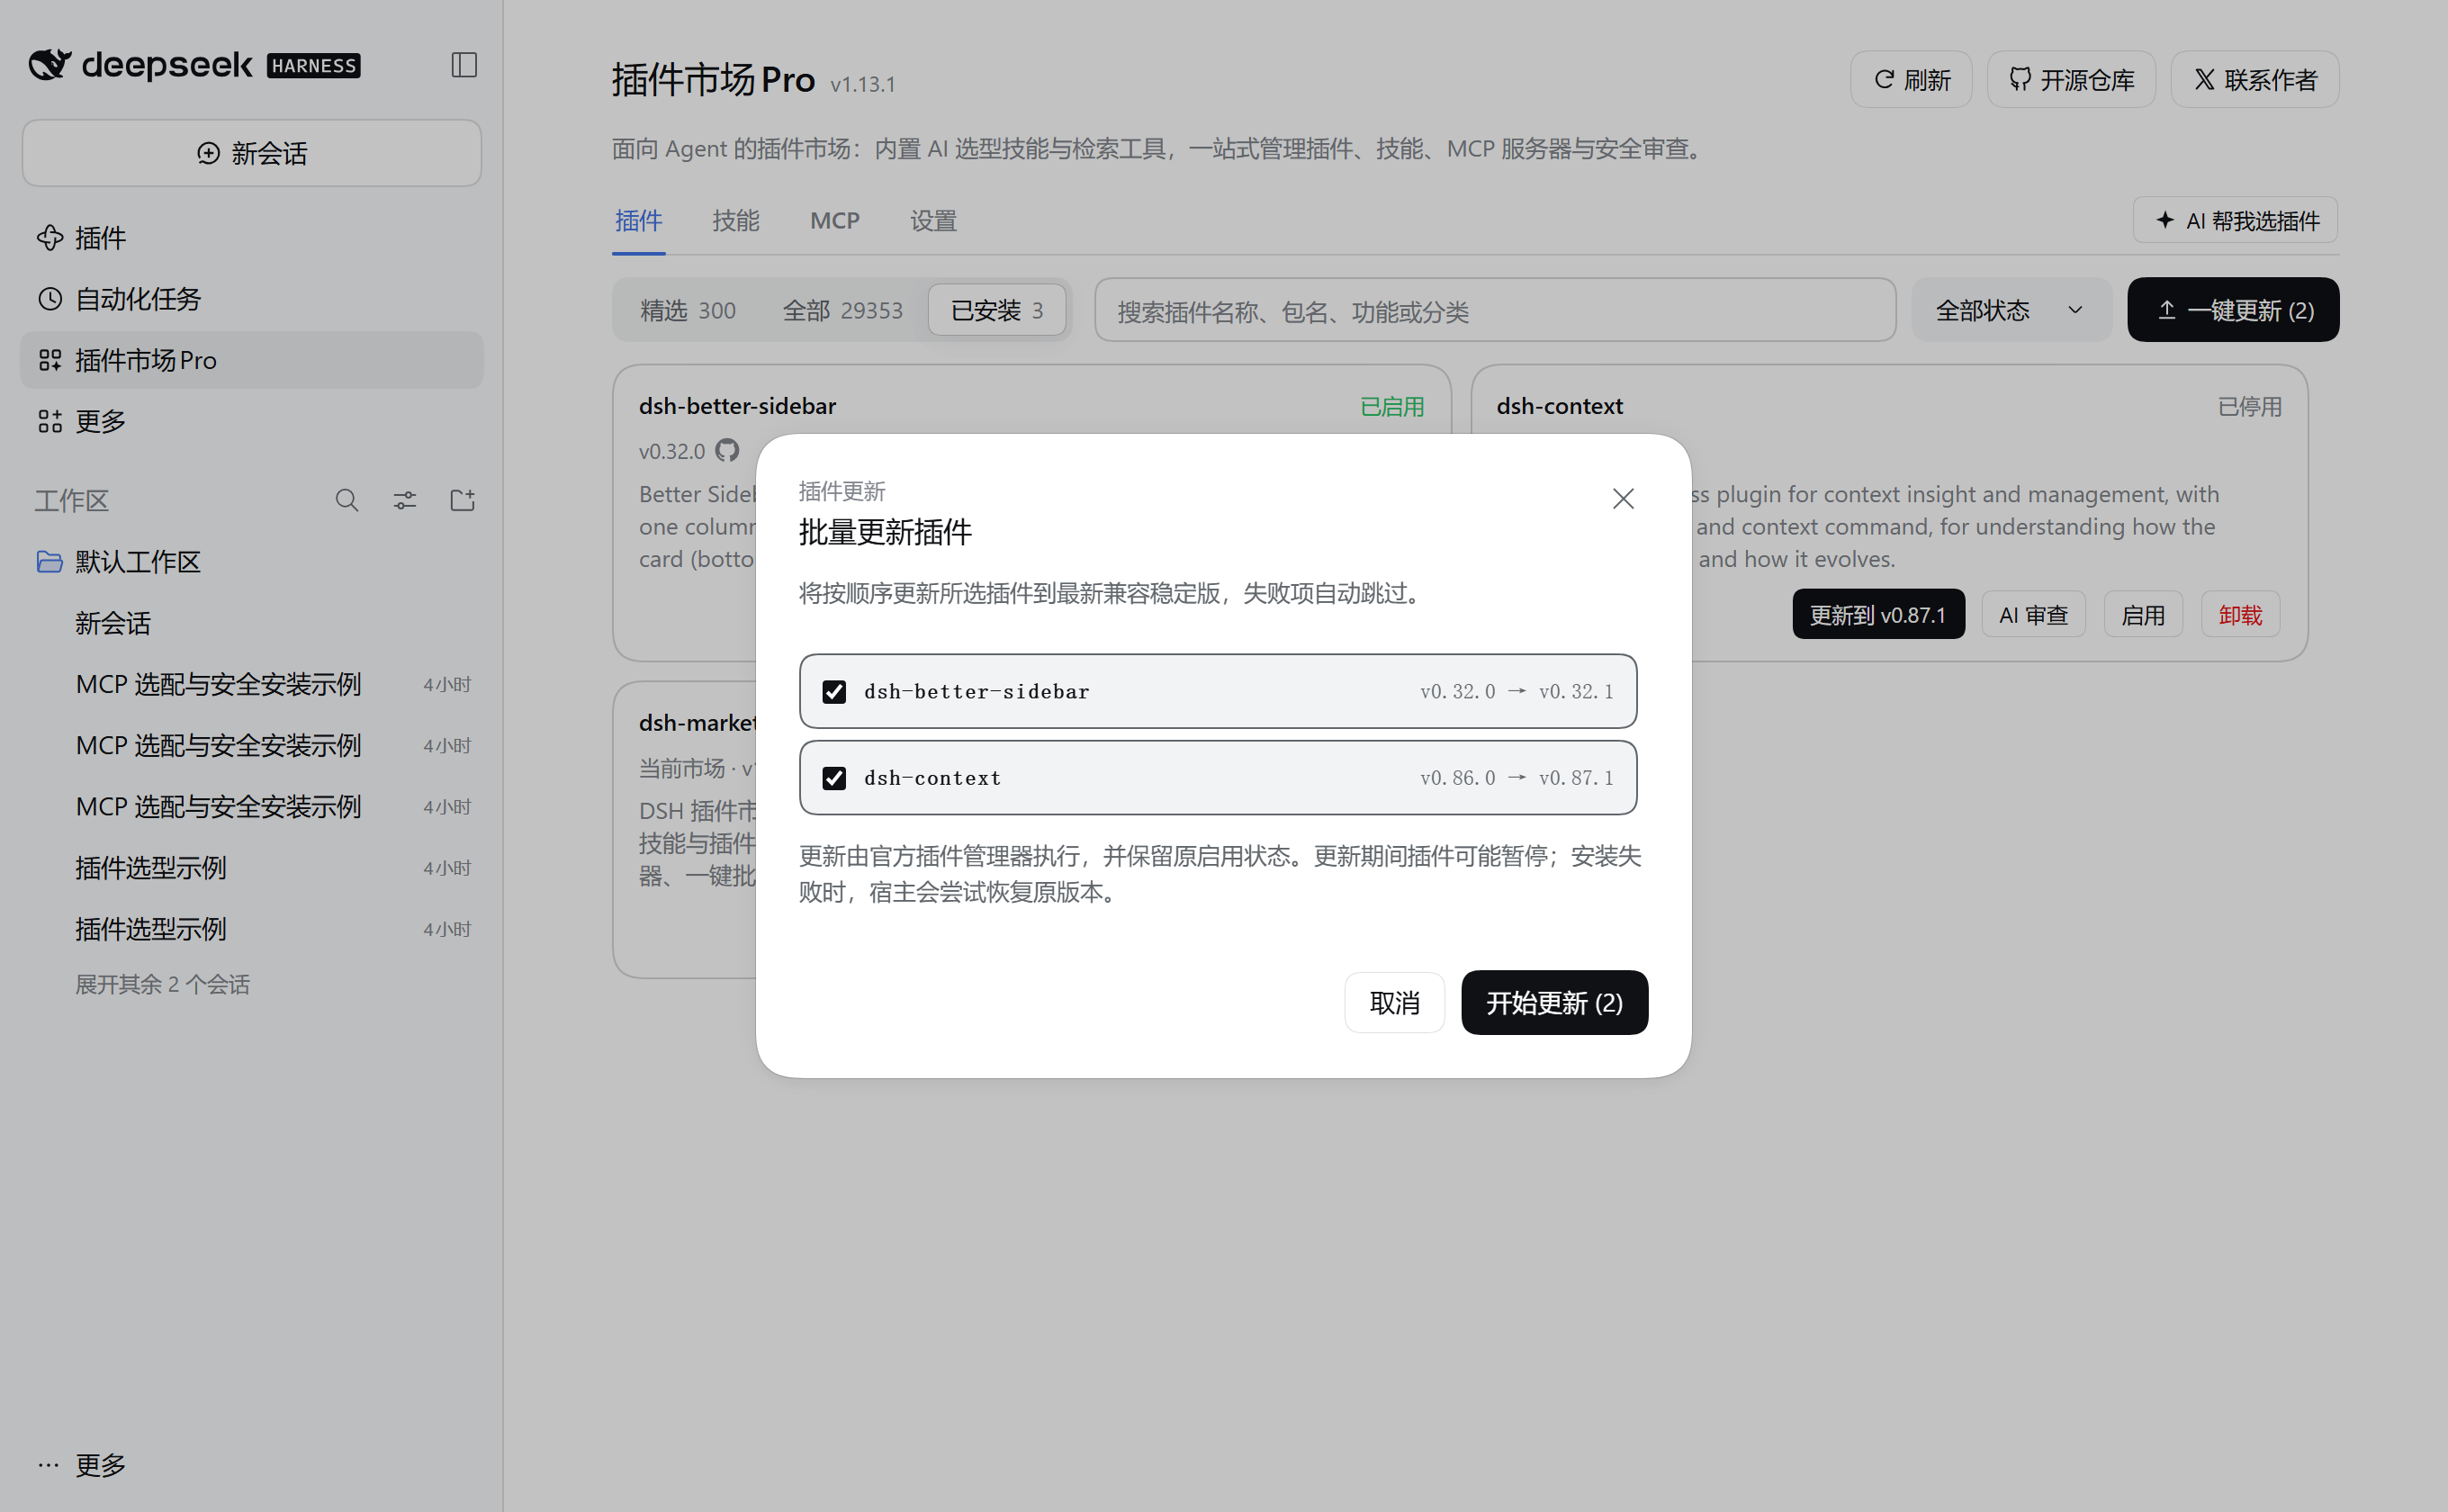 deepseek HARNESS
新会话
插件
自动化任务
插件市场Pro
更多
工作区
默认工作区
新会话
MCP 选配与安全安装示例 4小时
MCP 选配与安全安装示例 4小时
MCP 选配与安全安装示例 4小时
插件选型示例 4小时
插件选型示例 4小时
展开其余 2 个会话
更多
插件市场Pro v1.13.1
刷新
开源仓库
联系作者
面向 Agent 的插件市场：内置 AI 选型技能与检索工具，一站式管理插件、技能、MCP 服务器与安全审查。
插件 技能 MCP 设置
AI 帮我选插件
精选 300 全部 29353 已安装 3
搜索插件名称、包名、功能或分类
全部状态
一键更新 (2)
dsh-better-sidebar 已启用
v0.32.0
Better
one
card
dsh-context 已停用
plugin for context insight and management, with
and context command, for understanding how the
and how it evolves.
更新到 v0.87.1 AI 审查 启用 卸载
当前市场 ·
DSH 插件市
技能与插件
器、一键批
插件更新
批量更新插件
将按顺序更新所选插件到最新兼容稳定版，失败项自动跳过。
dsh-better-sidebar v0.32.0 → v0.32.1
dsh-context v0.86.0 → v0.87.1
更新由官方插件管理器执行，并保留原启用状态。更新期间插件可能暂停；安装失
败时，宿主会尝试恢复原版本。
取消
开始更新 (2)